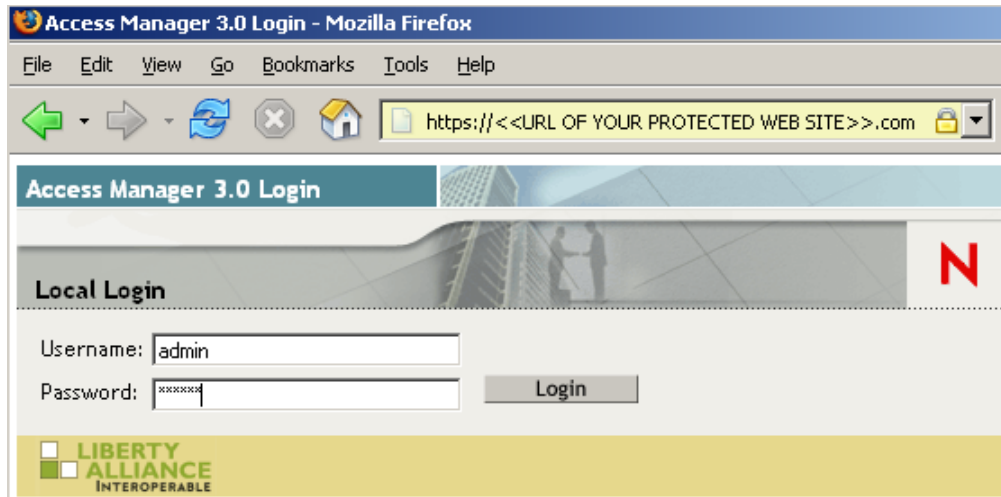 Access Manager 3.0 Login - Mozilla Firefox
File Edit View Go Bookmarks Tools Help
https://<<URL OF YOUR PROTECTED WEB SITE>>.com
Access Manager 3.0 Login
N
Local Login
Username: admin
Password: ******
Login
LIBERTY
ALLIANCE
INTEROPERABLE